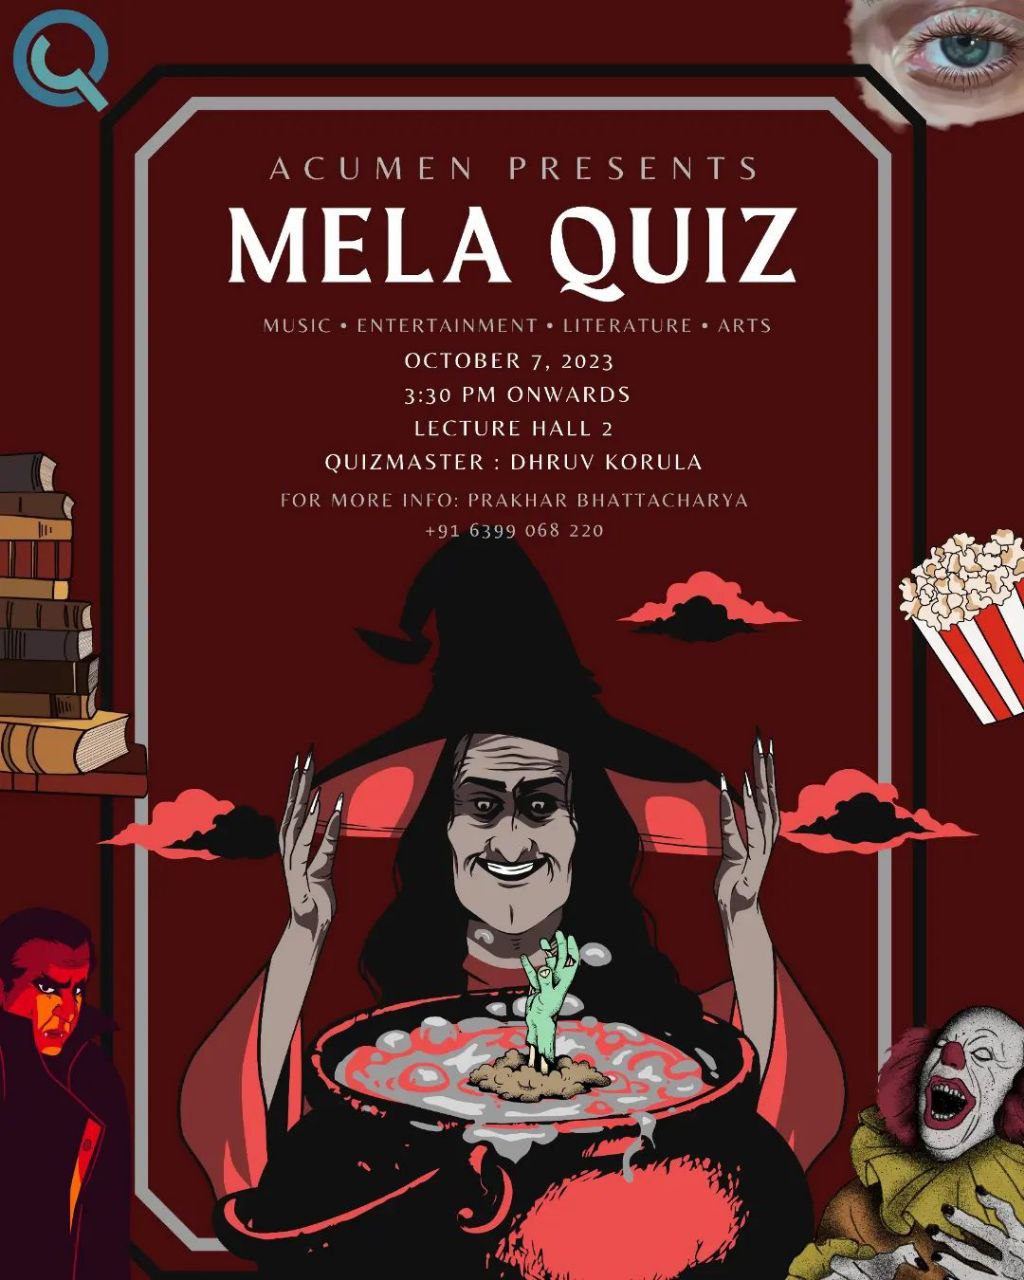 ACUMEN PRESENTS
MELA QUIZ
MUSIC • ENTERTAINMENT • LITERATURE • ARTS
OCTOBER 7, 2023
3:30 PM ONWARDS
LECTURE HALL 2
QUIZMASTER : DHRUV KORULA
FOR MORE INFO: PRAKHAR BHATTACHARYA
+91 6399 068 220